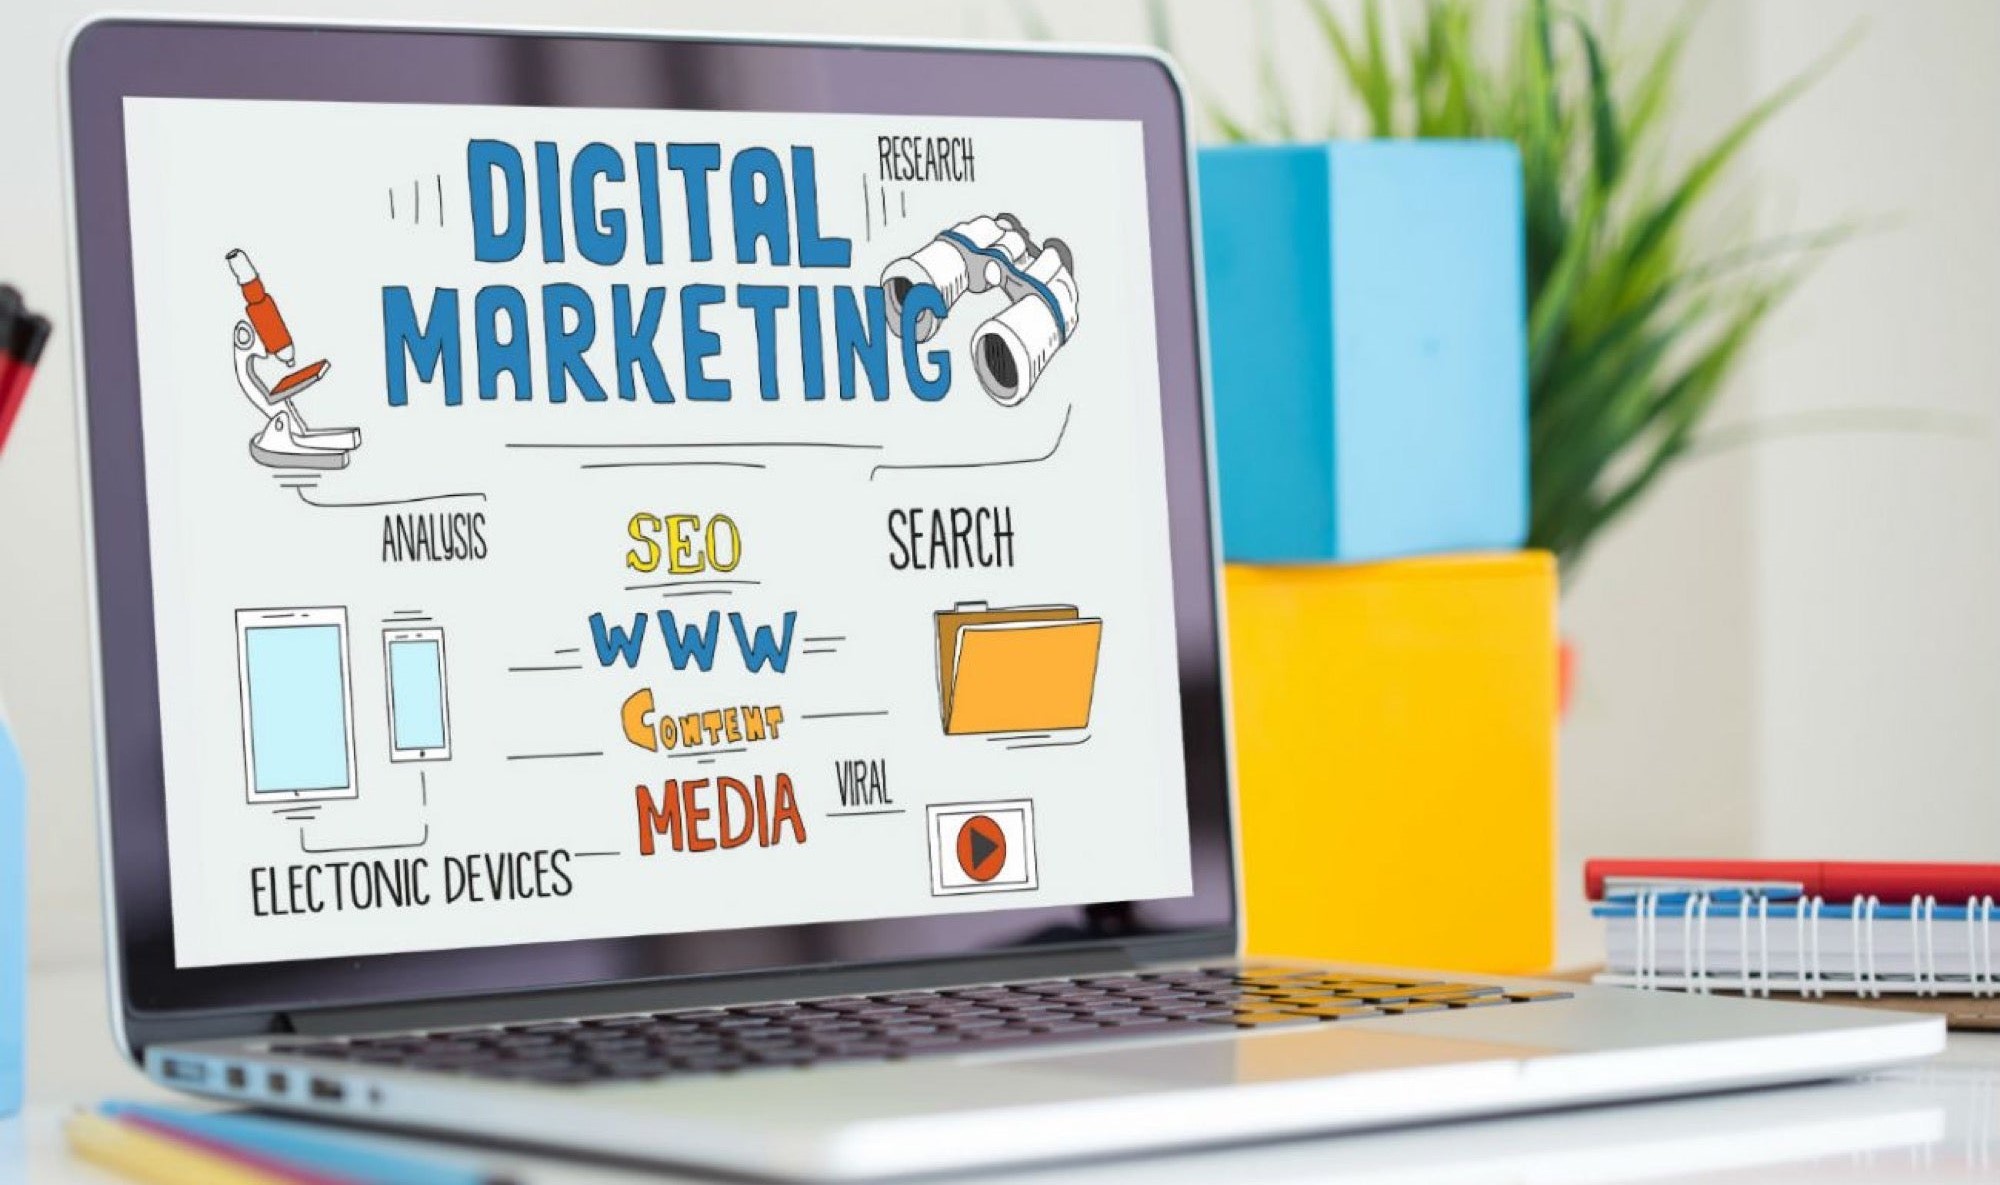 DIGITAL
RESEARCH
MARKETING
ANALYSIS
SEO
SEARCH
WWW
CONTENT
MEDIA
VIRAL
ELECTONIC DEVICES